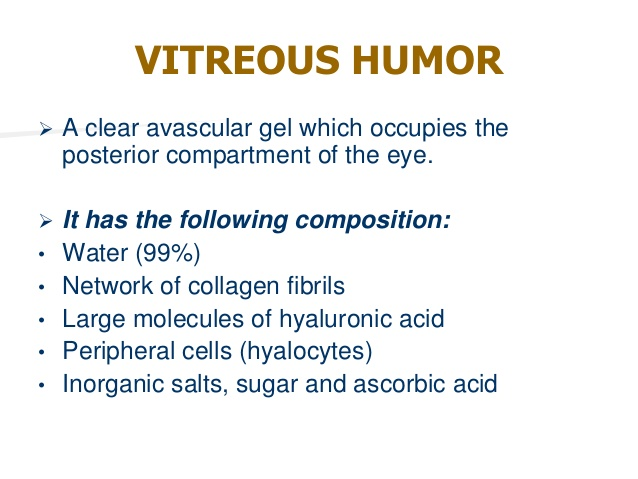 VITREOUS HUMOR
➢ A clear avascular gel which occupies the
posterior compartment of the eye.
➢ It has the following composition:
• Water (99%)
• Network of collagen fibrils
• Large molecules of hyaluronic acid
• Peripheral cells (hyalocytes)
• Inorganic salts, sugar and ascorbic acid